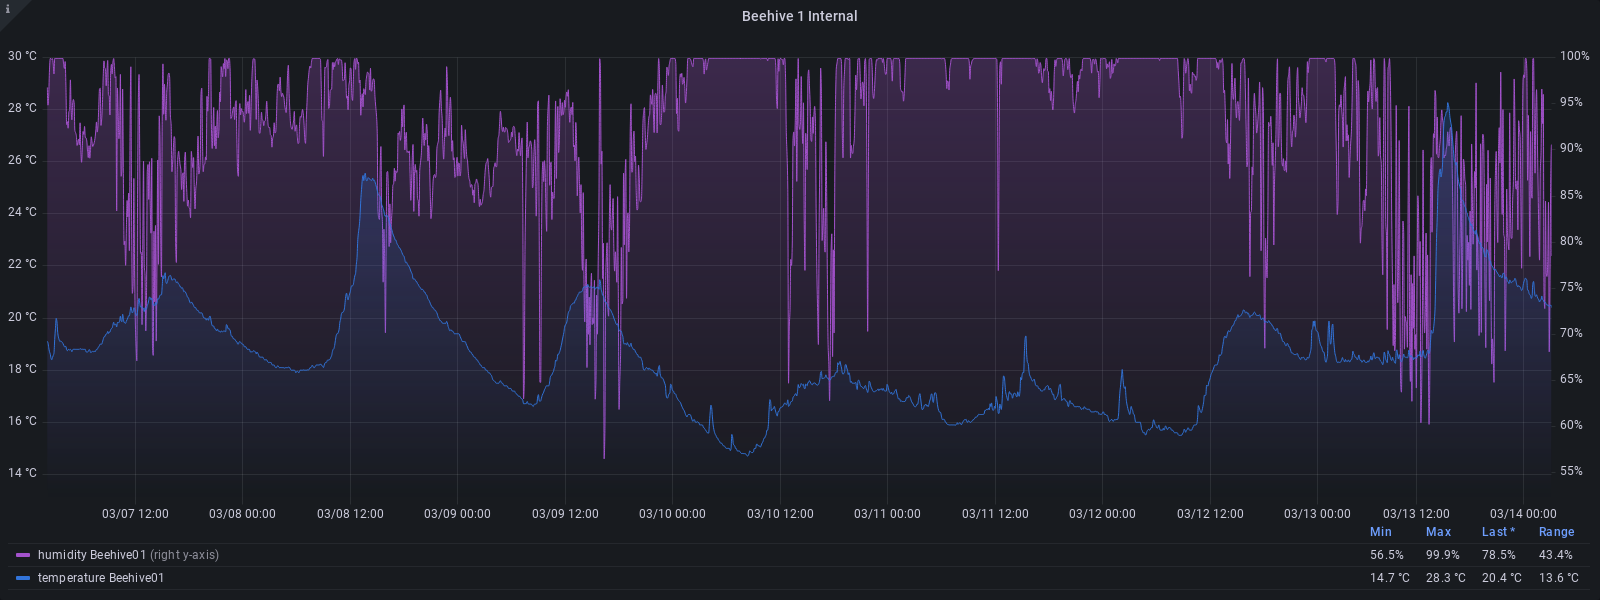 i
Beehive 1 Internal
30 °C 100%
28 °C 95%
26 °C 90%
24 °C 85%
22 °C 80%
20 °C 75%
18 °C 70%
16 °C 65%
14 °C 60%
55%
03/07 12:00 03/08 00:00 03/08 12:00 03/09 00:00 03/09 12:00 03/10 00:00 03/10 12:00 03/11 00:00 03/11 12:00 03/12 00:00 03/12 12:00 03/13 00:00 03/13 12:00 03/14 00:00
Min Max Last * Range
humidity Beehive01 (right y-axis) 56.5% 99.9% 78.5% 43.4%
temperature Beehive01 14.7 °C 28.3 °C 20.4 °C 13.6 °C